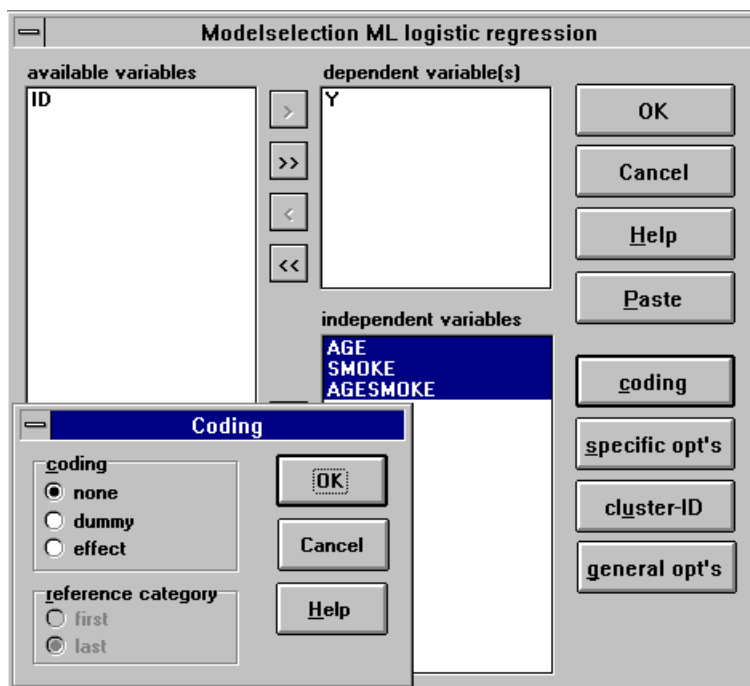 Modelselection ML logistic regression
available variables
ID
>
>>
<
<<
dependent variable(s)
Y
independent variables
AGE
SMOKE
AGESMOKE
OK
Cancel
Help
Paste
coding
specific opt's
cluster-ID
general opt's
Coding
coding
none
dummy
effect
reference category
first
last
OK
Cancel
Help